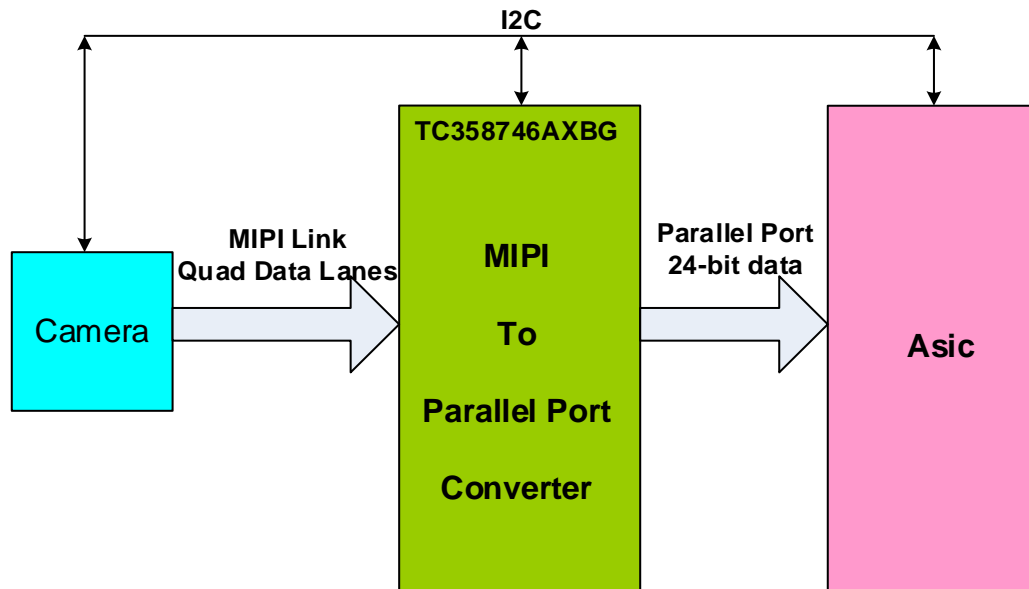 I2C
TC358746AXBG
MIPI Link
Quad Data Lanes
Parallel Port
24-bit data
Camera
MIPI
To
Parallel Port
Converter
Asic